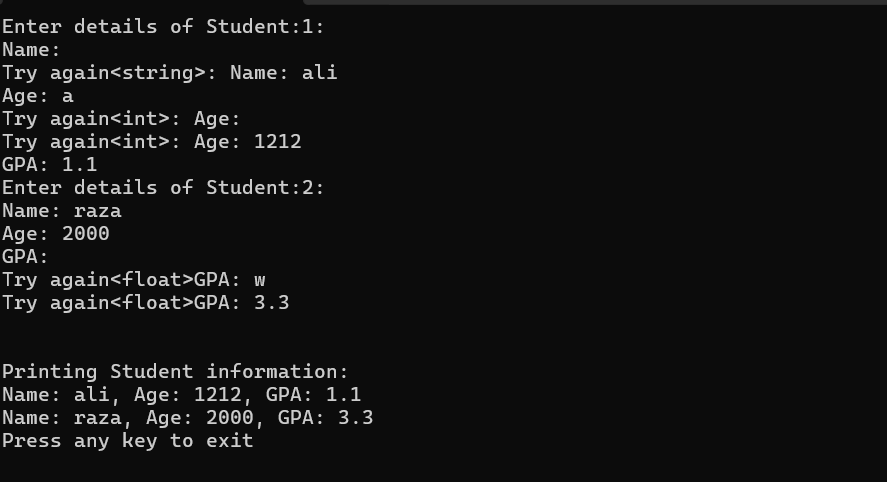 Enter details of Student:1:
Name:
Try again<string>: Name: ali
Age: a
Try again<int>: Age:
Try again<int>: Age: 1212
GPA: 1.1
Enter details of Student:2:
Name: raza
Age: 2000
GPA:
Try again<float>GPA: w
Try again<float>GPA: 3.3
Printing Student information:
Name: ali, Age: 1212, GPA: 1.1
Name: raza, Age: 2000, GPA: 3.3
Press any key to exit